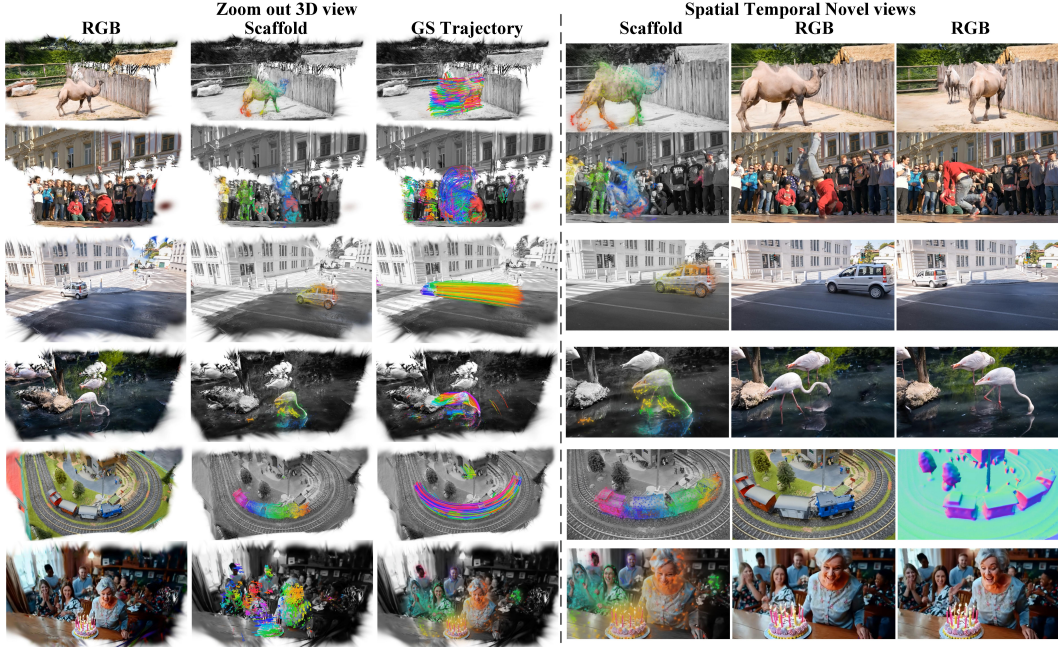 Zoom out 3D view
Spatial Temporal Novel views
RGB
Scaffold
GS Trajectory
Scaffold
RGB
RGB